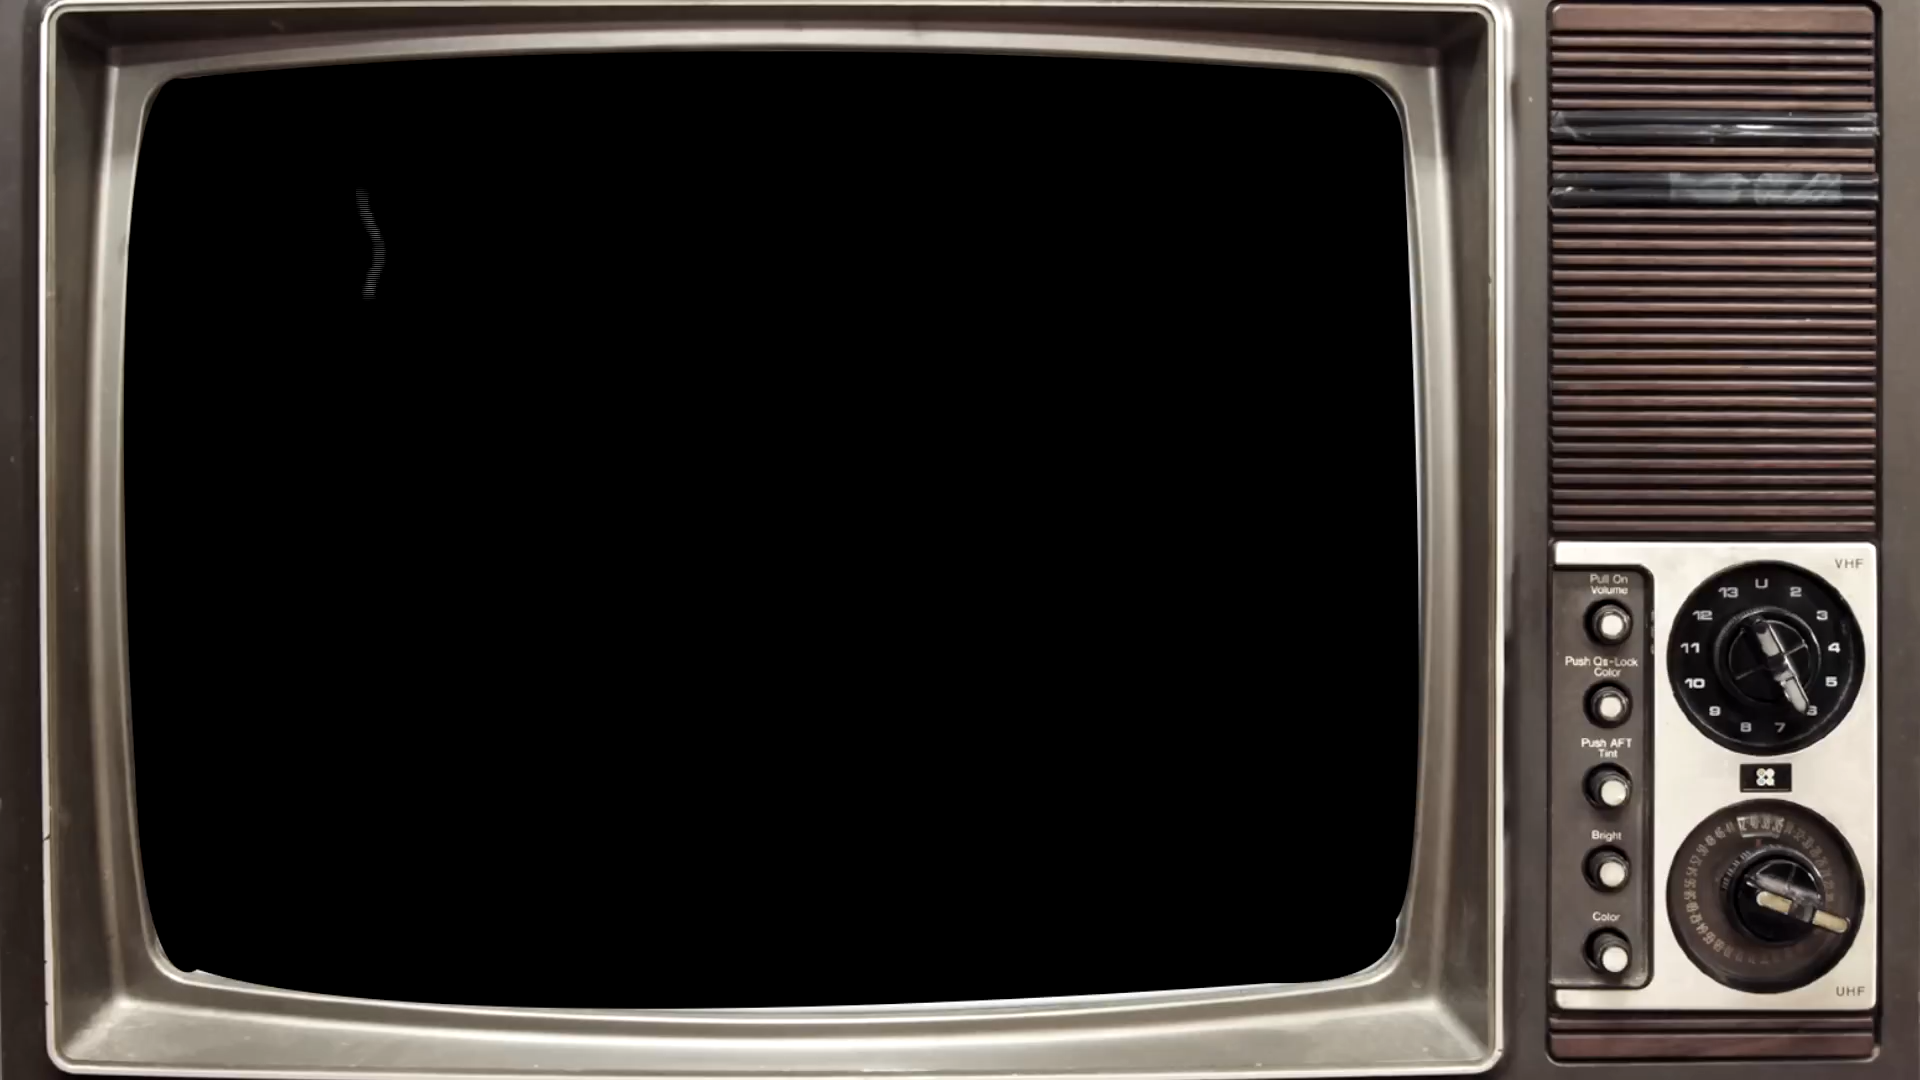 VHF
Pull On
Volume
U
13 2
12 3
11 4
10 5
9 6
8 7
Push Qs-Lock
Color
Push AFT
Tint
Bright
Color
UHF